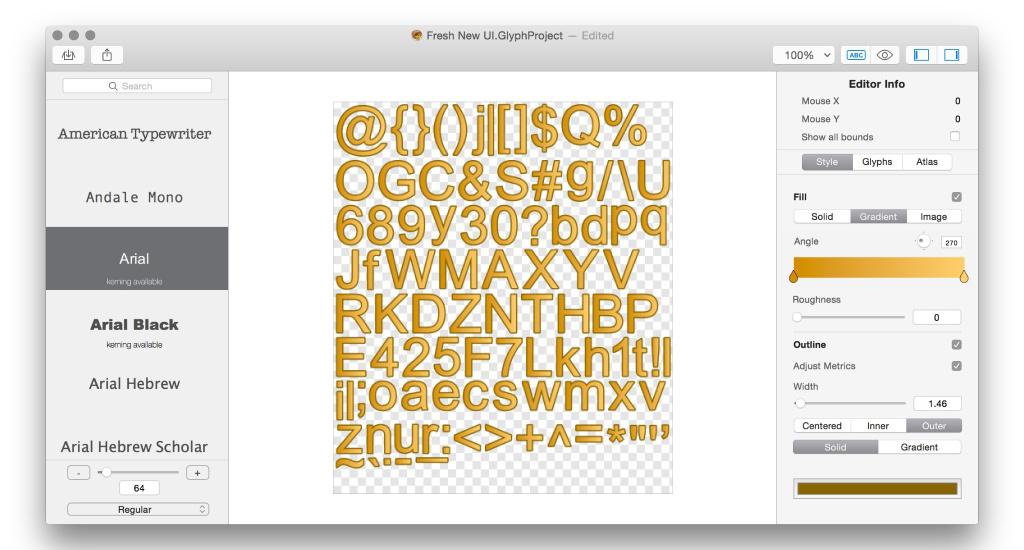 Fresh New UI.GlyphProject — Edited
100%
ABC
Search
American Typewriter
Andale Mono
Arial
kerning available
Arial Black
kerning available
Arial Hebrew
Arial Hebrew Scholar
-
+
64
Regular
@{}()j|[]$Q%
OGC&S#g/\U
689y30?bdpq
JfWMAXYV
RKDZNTHBP
E425F7Lkh1t!l
ii;oaecswmxv
znur:<>+^=*"'’
~`.-_
Editor Info
Mouse X 0
Mouse Y 0
Show all bounds
Style Glyphs Atlas
Fill
Solid Gradient Image
Angle 270
Roughness
0
Outline
Adjust Metrics
Width
1.46
Centered Inner Outer
Solid Gradient